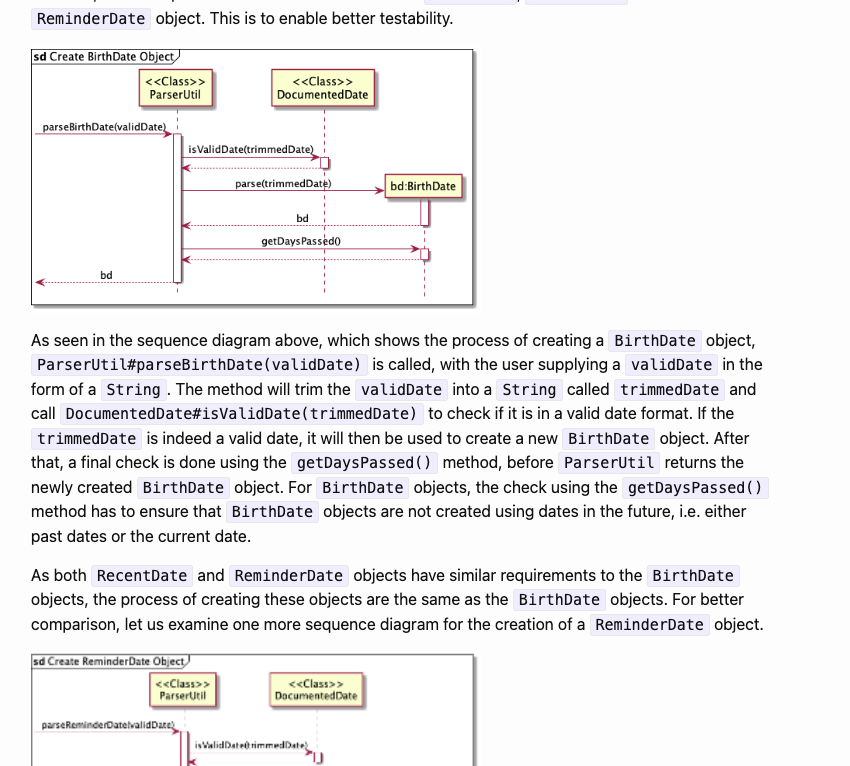 ReminderDate object. This is to enable better testability.
sd Create BirthDate Object
<<Class>>
ParserUtil
<<Class>>
DocumentedDate
parseBirthDate(validDate)
isValidDate(trimmedDate)
parse(trimmedDate)
bd:BirthDate
bd
getDaysPassed()
bd
As seen in the sequence diagram above, which shows the process of creating a BirthDate object,
ParserUtil#parseBirthDate(validDate) is called, with the user supplying a validDate in the
form of a String . The method will trim the validDate into a String called trimmedDate and
call DocumentedDate#isValidDate(trimmedDate) to check if it is in a valid date format. If the
trimmedDate is indeed a valid date, it will then be used to create a new BirthDate object. After
that, a final check is done using the getDaysPassed() method, before ParserUtil returns the
newly created BirthDate object. For BirthDate objects, the check using the getDaysPassed()
method has to ensure that BirthDate objects are not created using dates in the future, i.e. either
past dates or the current date.
As both RecentDate and ReminderDate objects have similar requirements to the BirthDate
objects, the process of creating these objects are the same as the BirthDate objects. For better
comparison, let us examine one more sequence diagram for the creation of a ReminderDate object.
sd Create ReminderDate Object
<<Class>>
ParserUtil
<<Class>>
DocumentedDate
parseReminderDate(validDate)
isValidDate(trimmedDate)